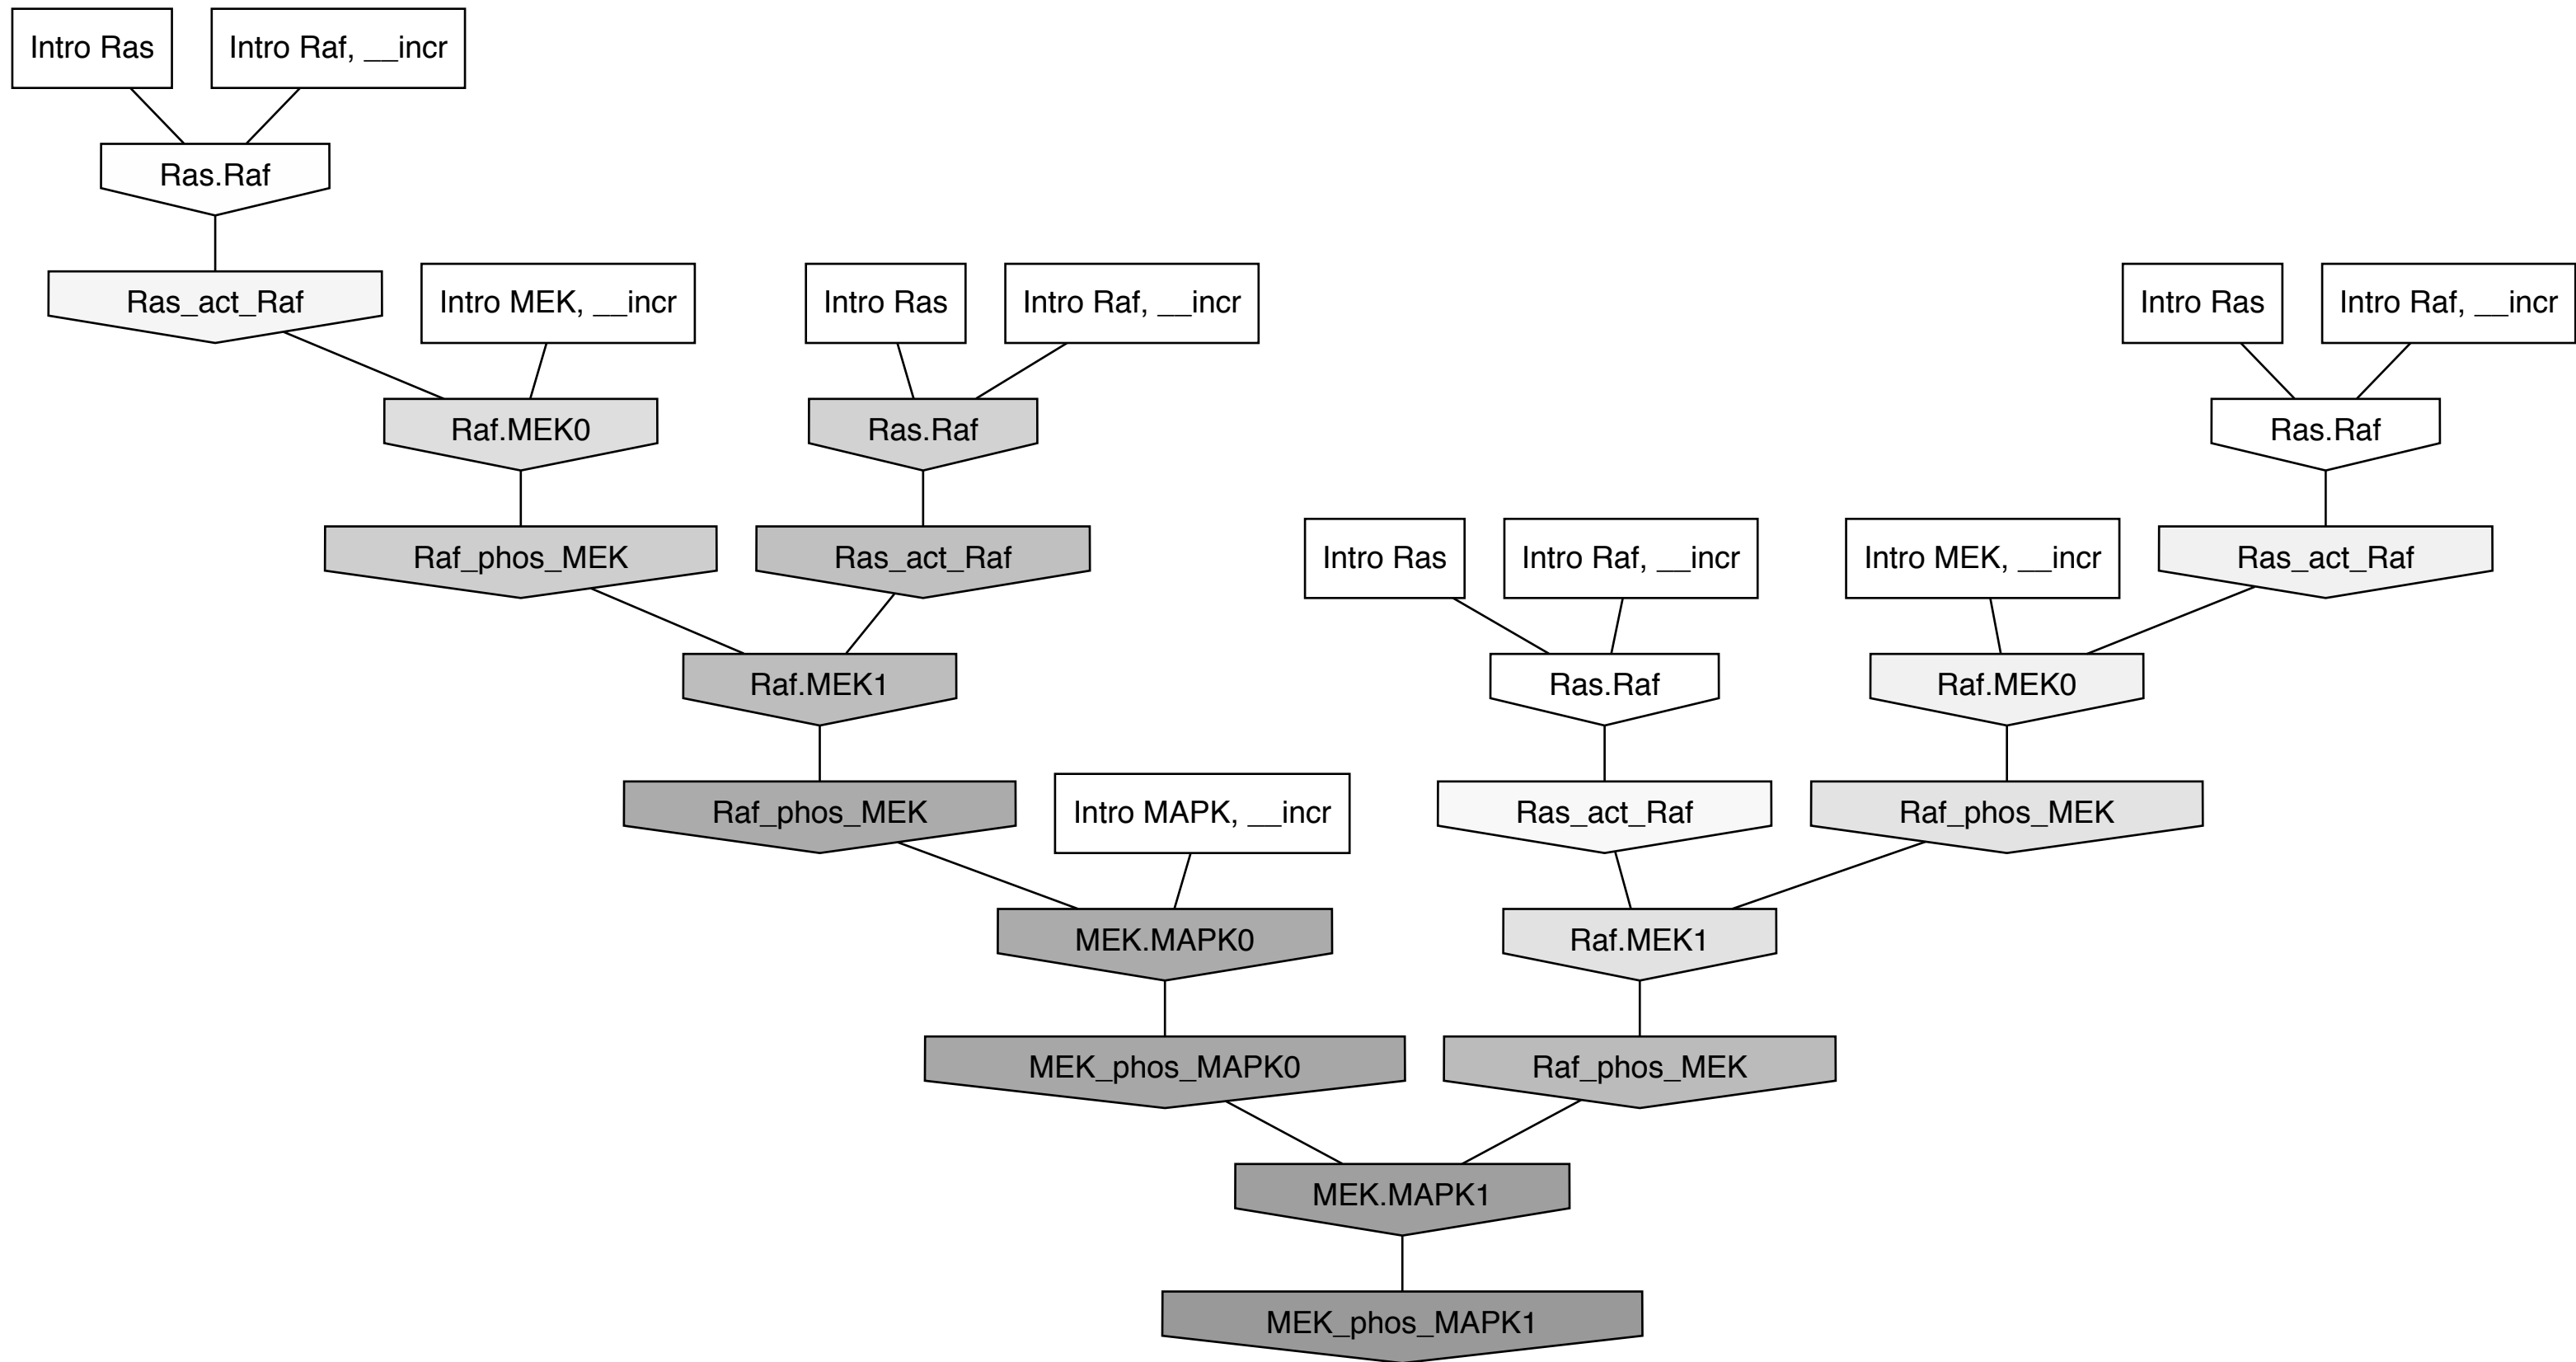 Intro Ras
Intro Raf, __incr
Ras.Raf
Ras_act_Raf
Intro MEK, __incr
Intro Ras
Intro Raf, __incr
Intro Ras
Intro Raf, __incr
Raf.MEK0
Ras.Raf
Ras.Raf
Raf_phos_MEK
Ras_act_Raf
Intro Ras
Intro Raf, __incr
Intro MEK, __incr
Ras_act_Raf
Raf.MEK1
Ras.Raf
Raf.MEK0
Raf_phos_MEK
Intro MAPK, __incr
Ras_act_Raf
Raf_phos_MEK
MEK.MAPK0
Raf.MEK1
MEK_phos_MAPK0
Raf_phos_MEK
MEK.MAPK1
MEK_phos_MAPK1